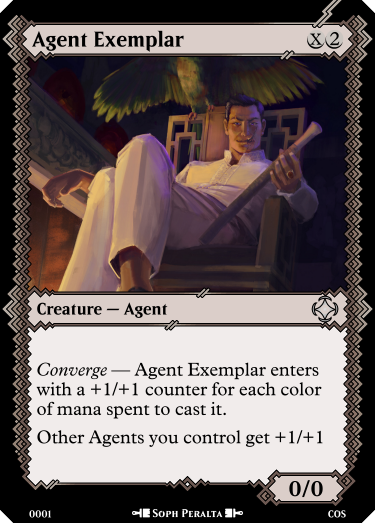 Agent Exemplar X 2
Creature — Agent
Converge — Agent Exemplar enters
with a +1/+1 counter for each color
of mana spent to cast it.
Other Agents you control get +1/+1
0/0
0001 SOPH PERALTA COS